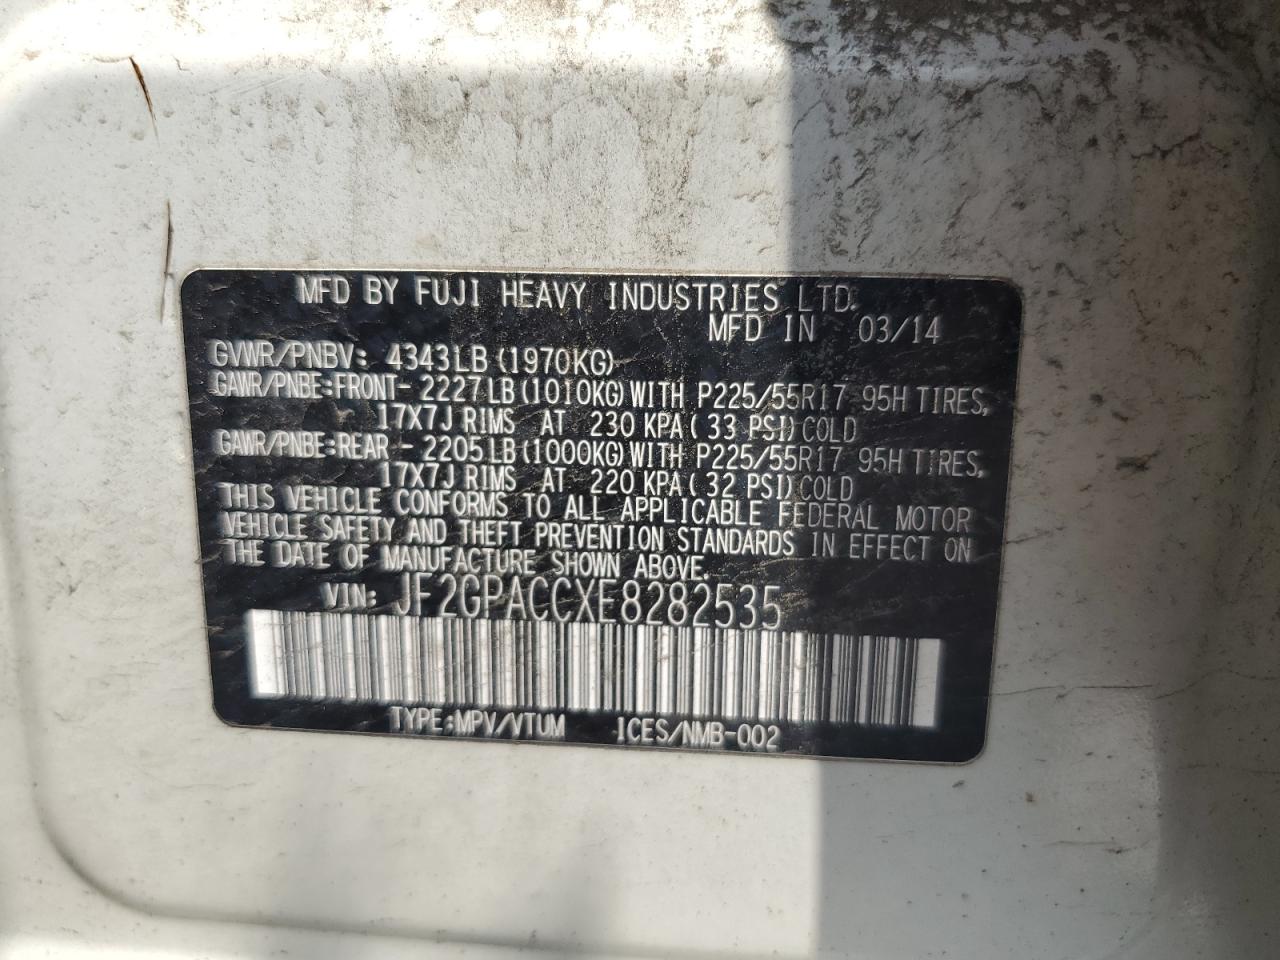 MFD BY FUJI HEAVY INDUSTRIES LTD.
MFD IN 03/14
GVWR/PNBV: 4343LB (1970KG)
GAWR/PNBE:FRONT- 2227LB (1010KG) WITH P225/55R17 95H TIRES,
17X7J RIMS AT 230 KPA( 33 PSI) COLD
GAWR/PNBE:REAR - 2205LB (1000KG) WITH P225/55R17 95H TIRES,
17X7J RIMS AT 220 KPA( 32 PSI) COLD
THIS VEHICLE CONFORMS TO ALL APPLICABLE FEDERAL MOTOR
VEHICLE SAFETY AND THEFT PREVENTION STANDARDS IN EFFECT ON
THE DATE OF MANUFACTURE SHOWN ABOVE.
VIN: JF2GPACCXE8282535
TYPE:MPV/VTUM ICES/NMB-002